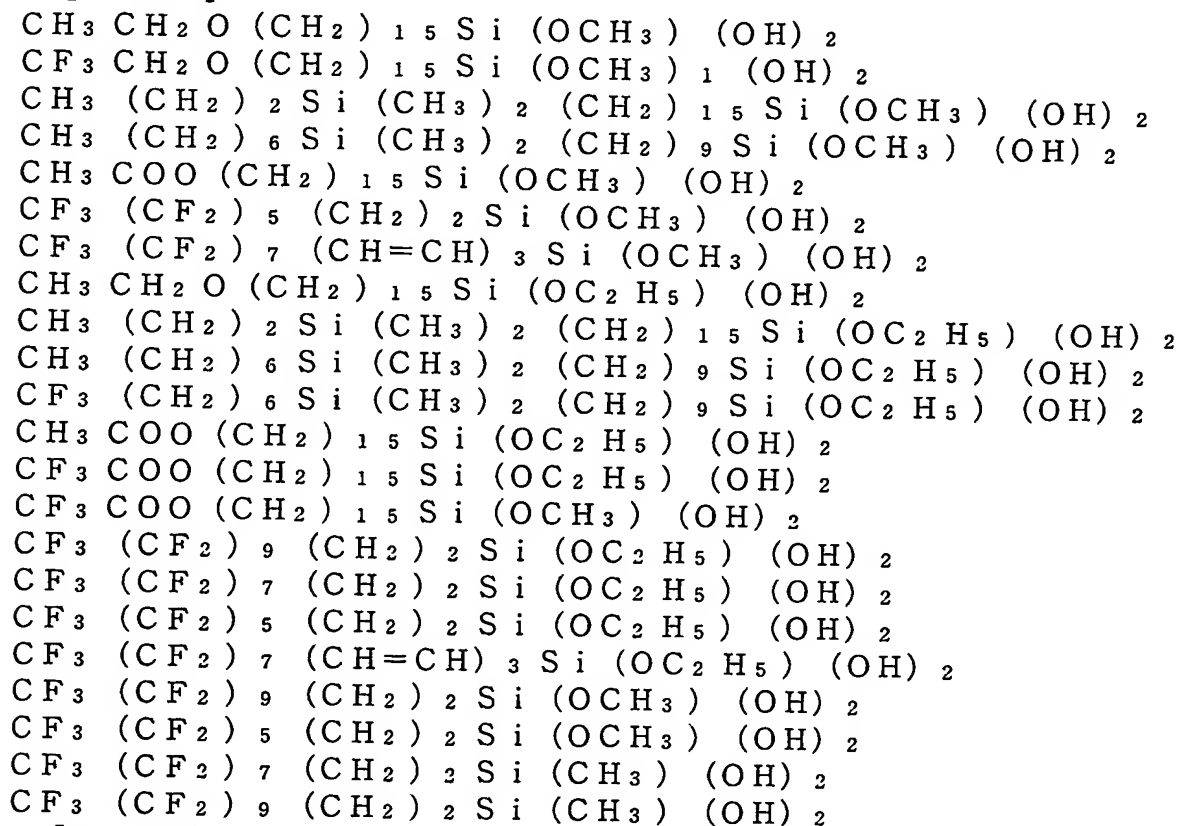 CH₃CH₂O(CH₂)₁₅Si(OCH₃)(OH)₂
CF₃CH₂O(CH₂)₁₅Si(OCH₃)₁(OH)₂
CH₃(CH₂)₂Si(CH₃)₂(CH₂)₁₅Si(OCH₃)(OH)₂
CH₃(CH₂)₆Si(CH₃)₂(CH₂)₉Si(OCH₃)(OH)₂
CH₃COO(CH₂)₁₅Si(OCH₃)(OH)₂
CF₃(CF₂)₅(CH₂)₂Si(OCH₃)(OH)₂
CF₃(CF₂)₇(CH=CH)₃Si(OCH₃)(OH)₂
CH₃CH₂O(CH₂)₁₅Si(OC₂H₅)(OH)₂
CH₃(CH₂)₂Si(CH₃)₂(CH₂)₁₅Si(OC₂H₅)(OH)₂
CH₃(CH₂)₆Si(CH₃)₂(CH₂)₉Si(OC₂H₅)(OH)₂
CF₃(CH₂)₆Si(CH₃)₂(CH₂)₉Si(OC₂H₅)(OH)₂
CH₃COO(CH₂)₁₅Si(OC₂H₅)(OH)₂
CF₃COO(CH₂)₁₅Si(OC₂H₅)(OH)₂
CF₃COO(CH₂)₁₅Si(OCH₃)(OH)₂
CF₃(CF₂)₉(CH₂)₂Si(OC₂H₅)(OH)₂
CF₃(CF₂)₇(CH₂)₂Si(OC₂H₅)(OH)₂
CF₃(CF₂)₅(CH₂)₂Si(OC₂H₅)(OH)₂
CF₃(CF₂)₇(CH=CH)₃Si(OC₂H₅)(OH)₂
CF₃(CF₂)₉(CH₂)₂Si(OCH₃)(OH)₂
CF₃(CF₂)₅(CH₂)₂Si(OCH₃)(OH)₂
CF₃(CF₂)₇(CH₂)₂Si(CH₃)(OH)₂
CF₃(CF₂)₉(CH₂)₂Si(CH₃)(OH)₂